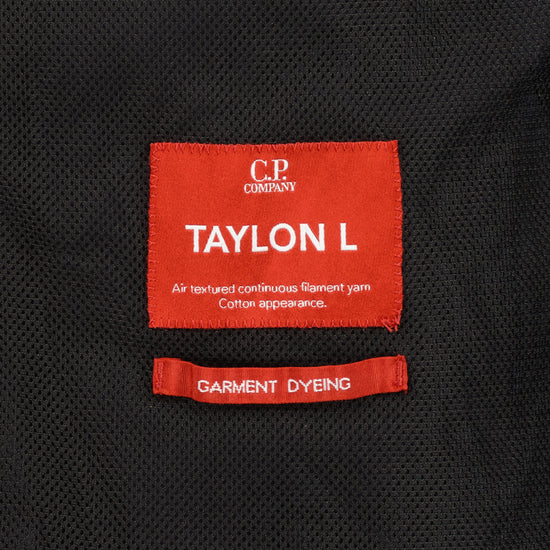 C.P.
COMPANY
TAYLON L
Air textured continuous filament yarn
Cotton appearance.
GARMENT DYEING